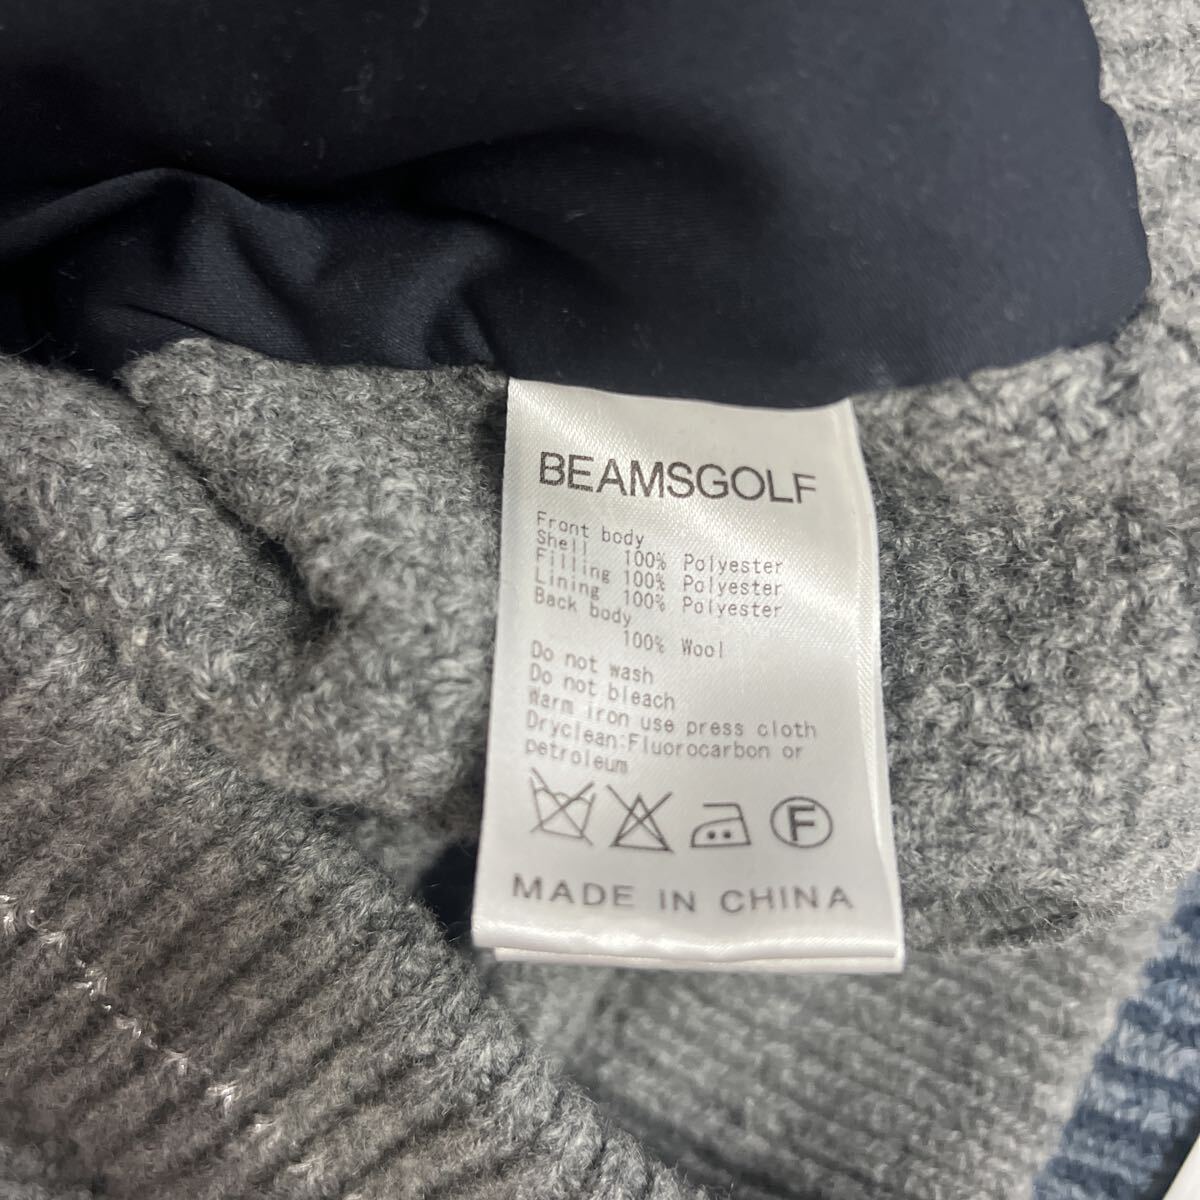 BEAMSGOLF
Front body
Shell 100% Polyester
Filling 100% Polyester
Lining 100% Polyester
Back body
100% Wool
Do not wash
Do not bleach
Warm iron use press cloth
Dryclean:Fluorocarbon or
petroleum
F
MADE IN CHINA